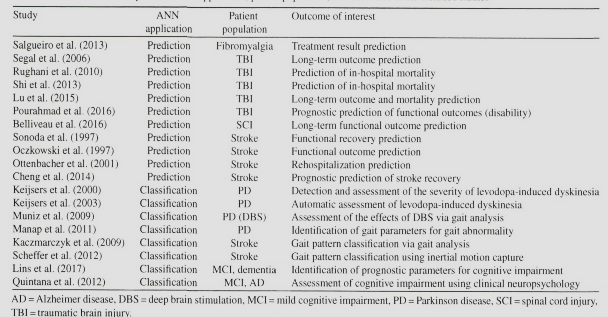 Study ANN application Patient population Outcome of interest
Salgueiro et al. (2013) Prediction Fibromyalgia Treatment result prediction
Segal et al. (2006) Prediction TBI Long-term outcome prediction
Rughani et al. (2010) Prediction TBI Prediction of in-hospital mortality
Shi et al. (2013) Prediction TBI Prediction of in-hospital mortality
Lu et al. (2015) Prediction TBI Long-term outcome and mortality prediction
Pourahmad et al. (2016) Prediction TBI Prognostic prediction of functional outcomes (disability)
Belliveau et al. (2016) Prediction SCI Long-term functional outcome prediction
Sonoda et al. (1997) Prediction Stroke Functional recovery prediction
Oczkowski et al. (1997) Prediction Stroke Functional outcome prediction
Ottenbacher et al. (2001) Prediction Stroke Rehospitalization prediction
Cheng et al. (2014) Prediction Stroke Prognostic prediction of stroke recovery
Keijsers et al. (2000) Classification PD Detection and assessment of the severity of levodopa-induced dyskinesia
Keijsers et al. (2003) Classification PD Automatic assessment of levodopa-induced dyskinesia
Muniz et al. (2009) Classification PD (DBS) Assessment of the effects of DBS via gait analysis
Manap et al. (2011) Classification PD Identification of gait parameters for gait abnormality
Kaczmarczyk et al. (2009) Classification Stroke Gait pattern classification via gait analysis
Scheffer et al. (2012) Classification Stroke Gait pattern classification using inertial motion capture
Lins et al. (2017) Classification MCI, dementia Identification of prognostic parameters for cognitive impairment
Quintana et al. (2012) Classification MCI, AD Assessment of cognitive impairment using clinical neuropsychology
AD = Alzheimer disease, DBS = deep brain stimulation, MCI = mild cognitive impairment, PD = Parkinson disease, SCI = spinal cord injury,
TBI = traumatic brain injury.